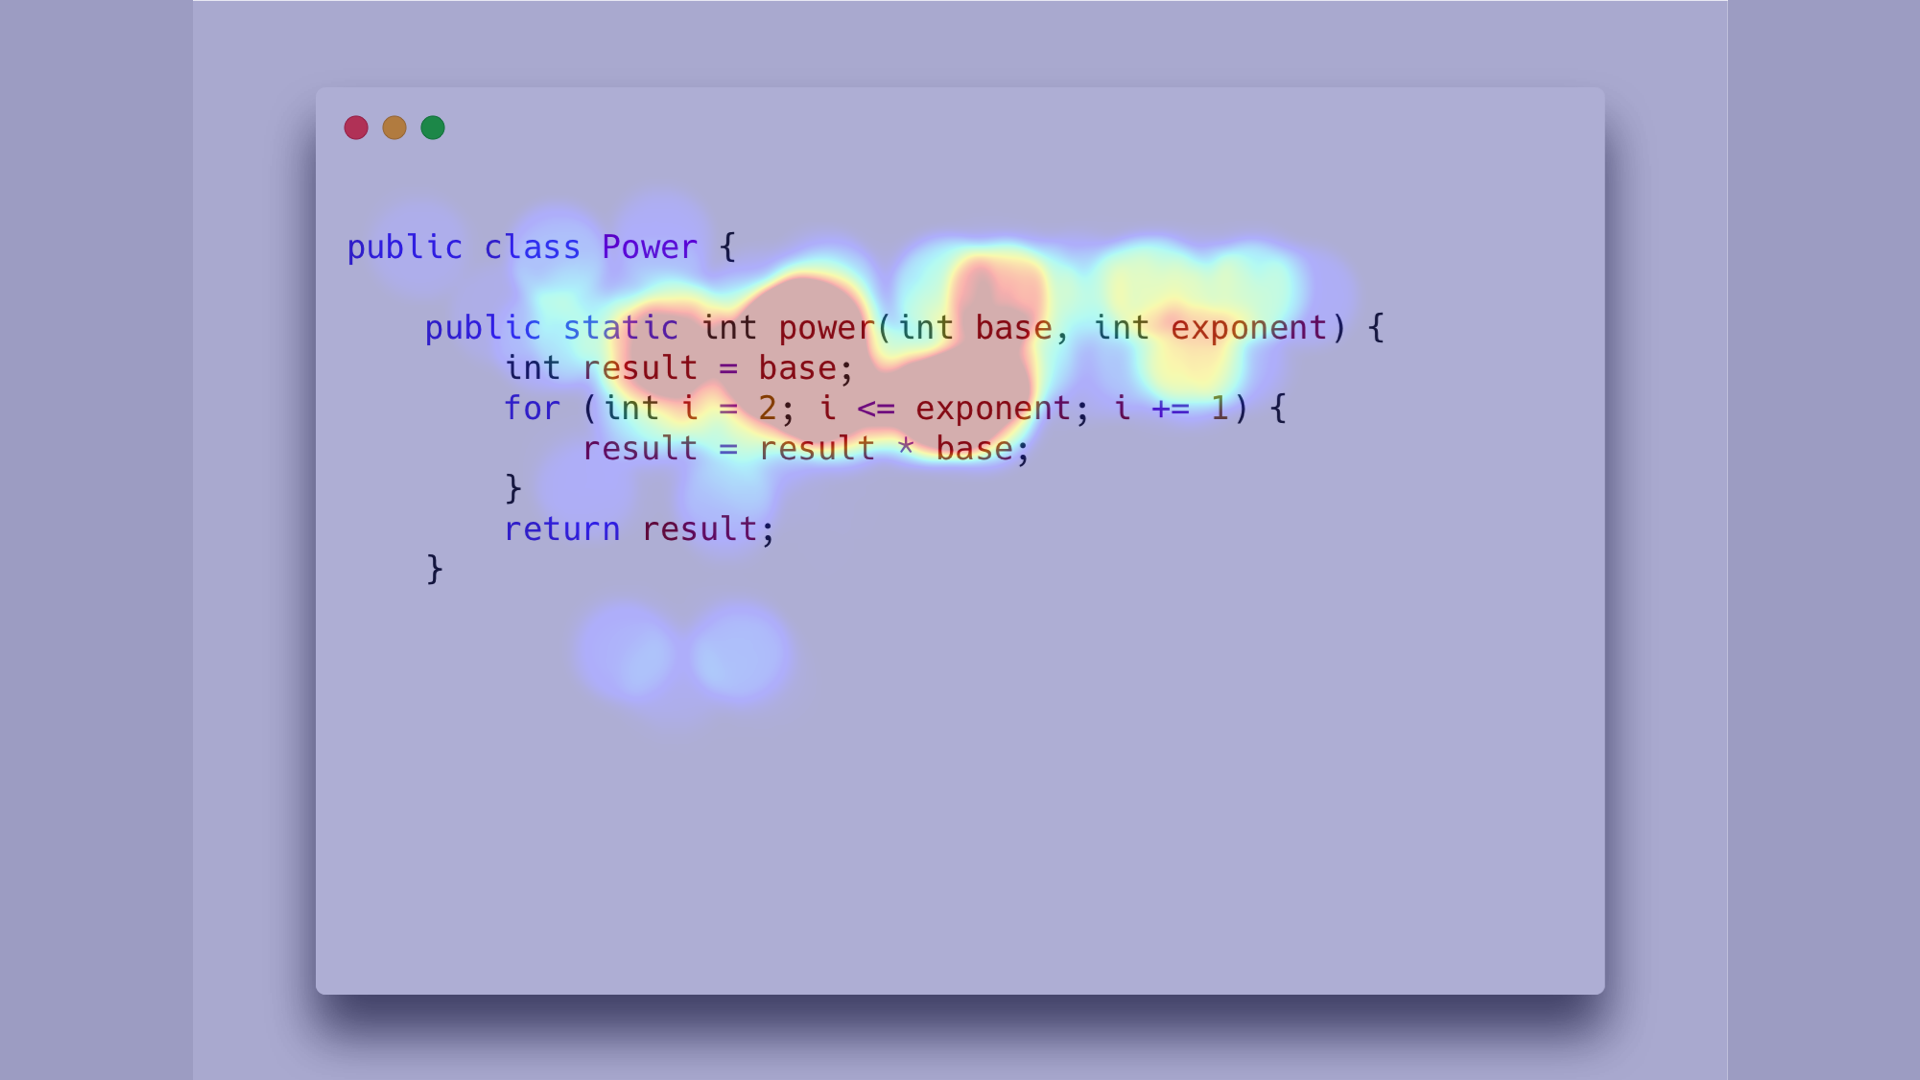 public class Power {
public static int power(int base, int exponent) {
int result = base;
for (int i = 2; i <= exponent; i += 1) {
result = result * base;
}
return result;
}